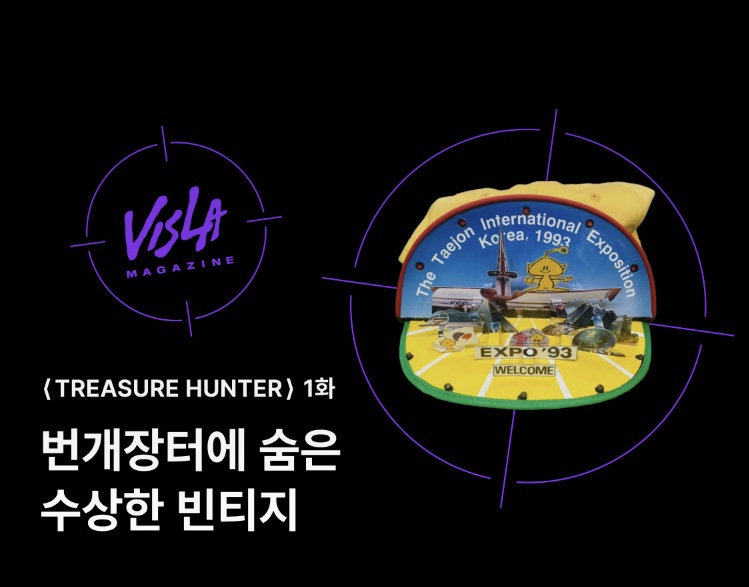 VISLA
MAGAZINE
The Taejon International Exposition
Korea, 1993
EXPO '93
WELCOME
⟨TREASURE HUNTER⟩ 1화
번개장터에 숨은
수상한 빈티지